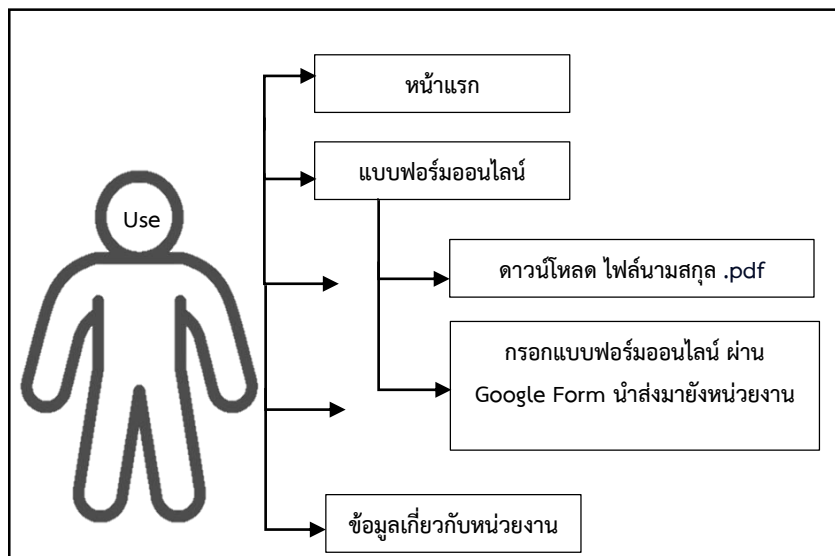 หน้าแรก
แบบฟอร์มออนไลน์
Use
ดาวน์โหลด ไฟล์นามสกุล .pdf
กรอกแบบฟอร์มออนไลน์ ผ่าน
Google Form นำส่งมายังหน่วยงาน
ข้อมูลเกี่ยวกับหน่วยงาน